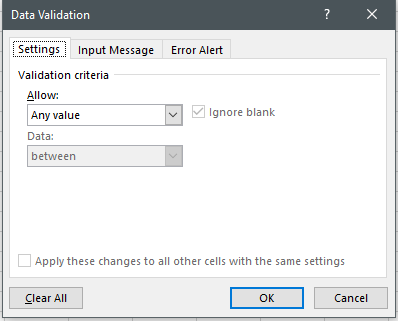 Data Validation ? ×
Settings Input Message Error Alert
Validation criteria
Allow:
Any value Ignore blank
Data:
between
Apply these changes to all other cells with the same settings
Clear All OK Cancel